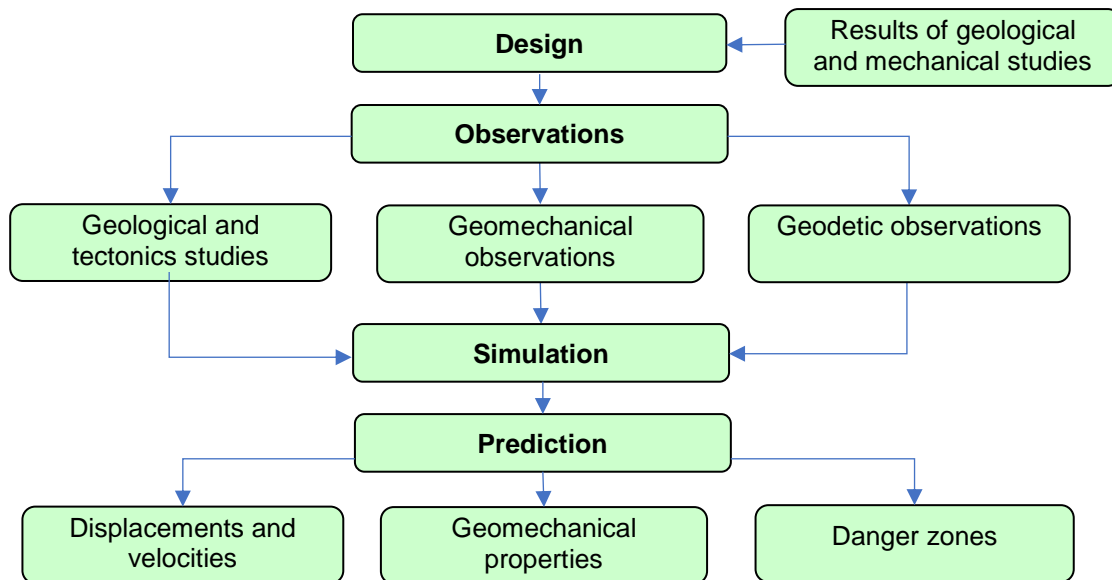 Design
Results of geological
and mechanical studies
Observations
Geological and
tectonics studies
Geomechanical
observations
Geodetic observations
Simulation
Prediction
Displacements and
velocities
Geomechanical
properties
Danger zones